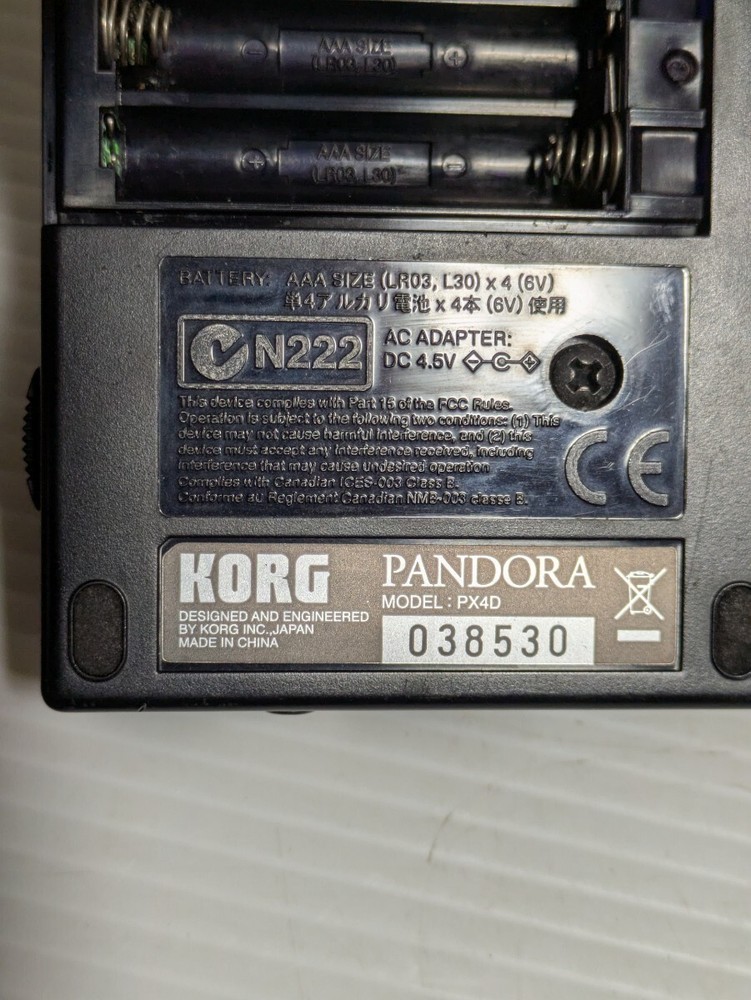 AAA SIZE
(LR03, L30)
AAA SIZE
(LR03, L30)
BATTERY: AAA SIZE (LR03, L30) x 4 (6V)
単4アルカリ電池 x 4本 (6V) 使用
N222
AC ADAPTER:
DC 4.5V
This device complies with Part 15 of the FCC Rules.
Operation is subject to the following two conditions: (1) This
device may not cause harmful interference, and (2) this
device must accept any interference received, including
interference that may cause undesired operation
Complies with Canadian ICES-003 Class B.
Conforme au Reglement Canadian NMB-003 classe B.
CE
KORG
DESIGNED AND ENGINEERED
BY KORG INC.,JAPAN
MADE IN CHINA
PANDORA
MODEL : PX4D
038530